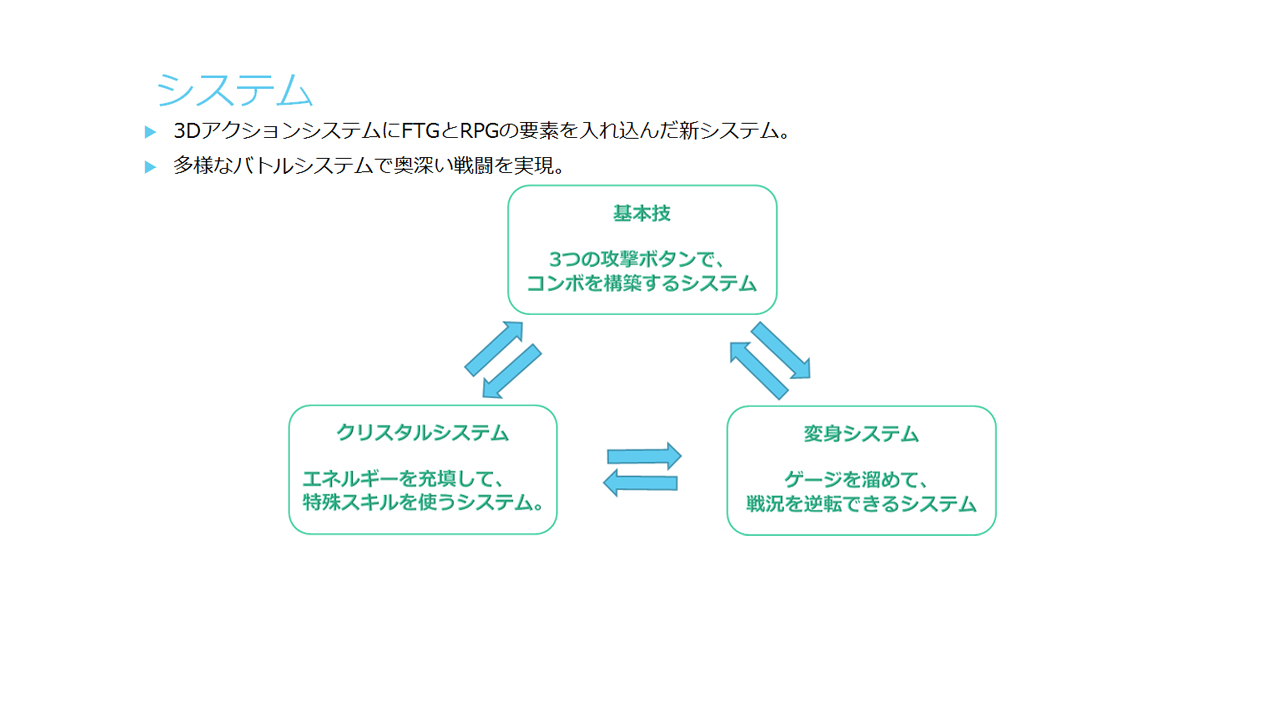 システム
3DアクションシステムにFTGとRPGの要素を入れ込んだ新システム。
多様なバトルシステムで奥深い戦闘を実現。
基本技
3つの攻撃ボタンで、
コンボを構築するシステム
クリスタルシステム
エネルギーを充填して、
特殊スキルを使うシステム。
変身システム
ゲージを溜めて、
戦況を逆転できるシステム